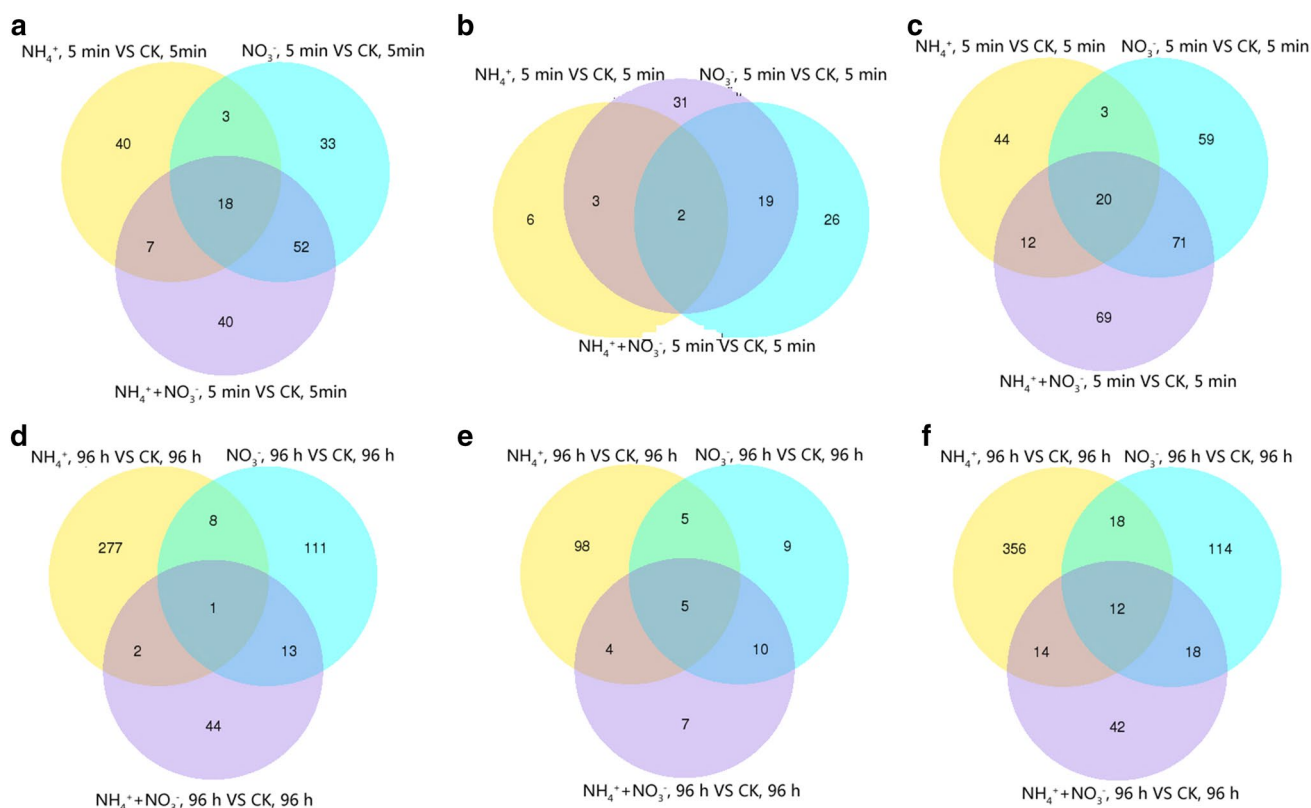 a
NH₄⁺, 5 min VS CK, 5min
NO₃⁻, 5 min VS CK, 5min
40
3
33
18
7
52
40
NH₄⁺+NO₃⁻, 5 min VS CK, 5min
b
NH₄⁺, 5 min VS CK, 5 min
NO₃⁻, 5 min VS CK, 5 min
31
6
3
2
19
26
NH₄⁺+NO₃⁻, 5 min VS CK, 5 min
c
NH₄⁺, 5 min VS CK, 5 min
NO₃⁻, 5 min VS CK, 5 min
44
3
59
20
12
71
69
NH₄⁺+NO₃⁻, 5 min VS CK, 5 min
d
NH₄⁺, 96 h VS CK, 96 h
NO₃⁻, 96 h VS CK, 96 h
277
8
111
1
2
13
44
NH₄⁺+NO₃⁻, 96 h VS CK, 96 h
e
NH₄⁺, 96 h VS CK, 96 h
NO₃⁻, 96 h VS CK, 96 h
98
5
9
5
4
10
7
NH₄⁺+NO₃⁻, 96 h VS CK, 96 h
f
NH₄⁺, 96 h VS CK, 96 h
NO₃⁻, 96 h VS CK, 96 h
356
18
114
12
14
18
42
NH₄⁺+NO₃⁻, 96 h VS CK, 96 h